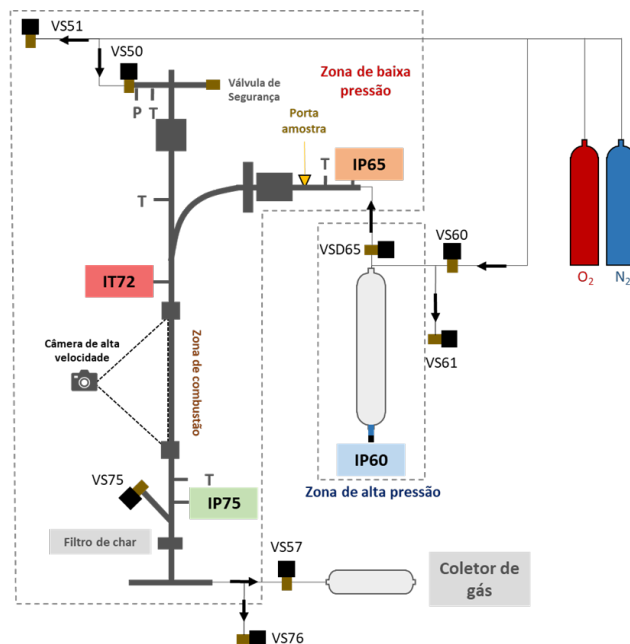 VS51
VS50
Válvula de
Segurança
P
T
Zona de baixa
pressão
Porta
amostra
T
IP65
T
VSD65
VS60
O2
N2
IT72
VS61
Câmera de alta
velocidade
Zona de combustão
IP60
Zona de alta pressão
VS75
T
IP75
Filtro de char
VS57
Coletor de
gás
VS76